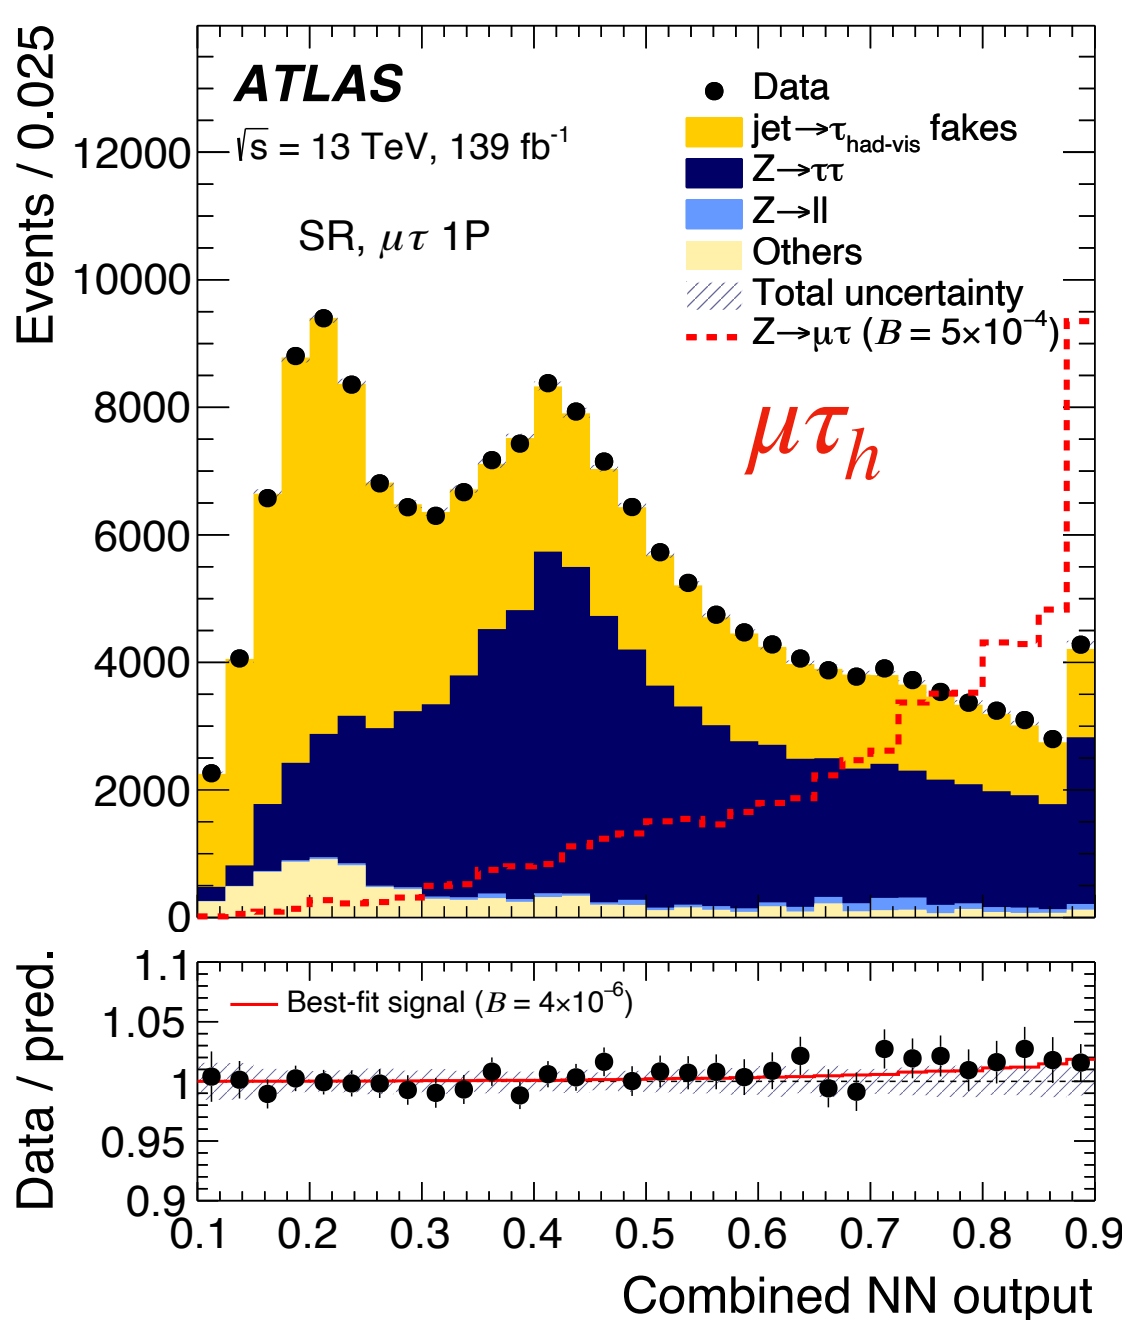 Events / 0.025
12000
10000
8000
6000
4000
2000
0
ATLAS
√s = 13 TeV, 139 fb⁻¹
SR, μτ 1P
Data
jet→τhad-vis fakes
Z→ττ
Z→ll
Others
Total uncertainty
Z→μτ (B = 5×10⁻⁴)
μτh
Data / pred.
1.1
1.05
1
0.95
0.9
Best-fit signal (B = 4×10⁻⁶)
0.1 0.2 0.3 0.4 0.5 0.6 0.7 0.8 0.9
Combined NN output